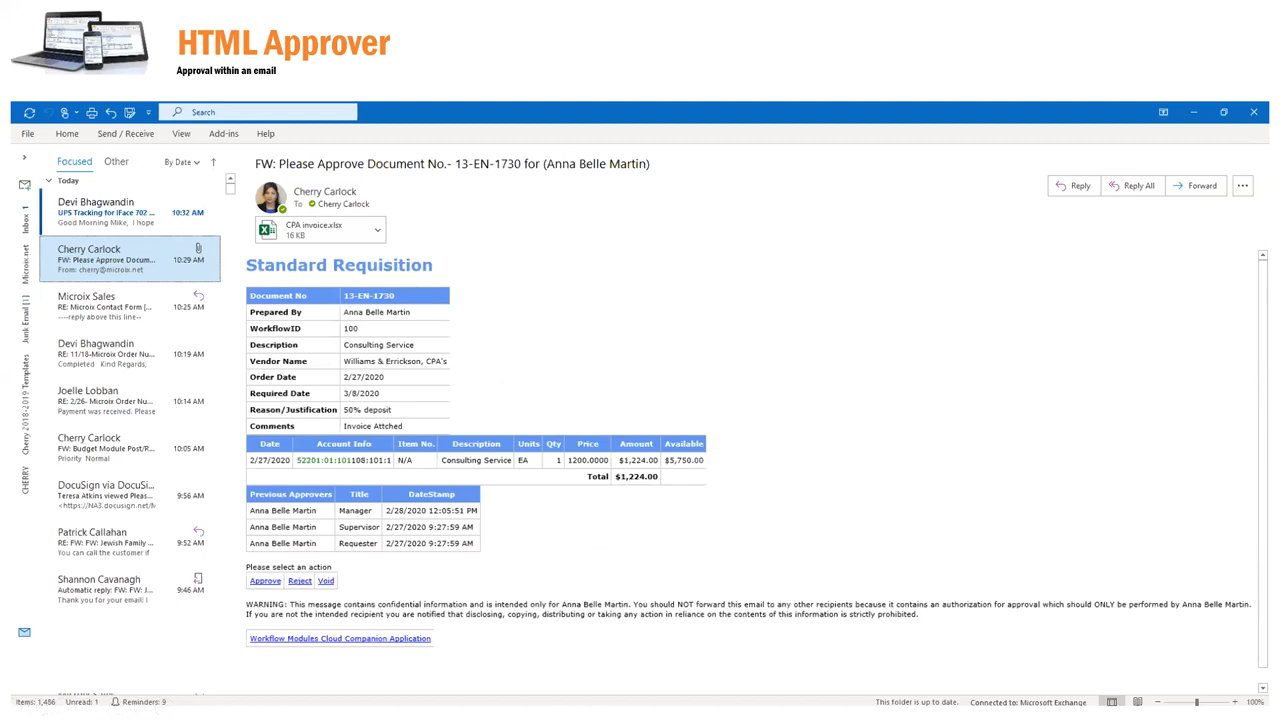 HTML Approver
Approval within an email
Search
File Home Send / Receive View Add-ins Help
Focused Other By Date
Today
Devi Bhagwandin
UPS Tracking for iFace 702 ... 10:32 AM
Good Morning Mike, I hope
Cherry Carlock
FW: Please Approve Docum... 10:29 AM
From: cherry@microix.net
Microix Sales
RE: Microix Contact Form [... 10:25 AM
----reply above this line--
Devi Bhagwandin
RE: 11/18-Microix Order Nu... 10:19 AM
Completed Kind Regards,
Joelle Lobban
RE: 2/26- Microix Order Nu... 10:14 AM
Payment was received. Please
Cherry Carlock
FW: Budget Module Post/R... 10:05 AM
Priority Normal
DocuSign via DocuSi...
Teresa Atkins viewed Pleas... 9:56 AM
<https://NA3.docusign.net/M
Patrick Callahan
RE: FW: FW: Jewish Family ... 9:52 AM
You can call the customer if
Shannon Cavanagh
Automatic reply: FW: FW: J... 9:46 AM
Thank you for your email! I
Inbox 1
Microix.net
Junk Email [1]
Cherry 2018-2019 Templates
CHERRY
FW: Please Approve Document No.- 13-EN-1730 for (Anna Belle Martin)
Cherry Carlock
To Cherry Carlock
Reply Reply All Forward
CPA invoice.xlsx
16 KB
Standard Requisition
Document No 13-EN-1730
Prepared By Anna Belle Martin
WorkflowID 100
Description Consulting Service
Vendor Name Williams & Errickson, CPA's
Order Date 2/27/2020
Required Date 3/8/2020
Reason/Justification 50% deposit
Comments Invoice Attched
Date Account Info Item No. Description Units Qty Price Amount Available
2/27/2020 52201:01:101108:101:1 N/A Consulting Service EA 1 1200.0000 $1,224.00 $5,750.00
Total $1,224.00
Previous Approvers Title DateStamp
Anna Belle Martin Manager 2/28/2020 12:05:51 PM
Anna Belle Martin Supervisor 2/27/2020 9:27:59 AM
Anna Belle Martin Requester 2/27/2020 9:27:59 AM
Please select an action
Approve Reject Void
WARNING: This message contains confidential information and is intended only for Anna Belle Martin. You should NOT forward this email to any other recipients because it contains an authorization for approval which should ONLY be performed by Anna Belle Martin.
If you are not the intended recipient you are notified that disclosing, copying, distributing or taking any action in reliance on the contents of this information is strictly prohibited.
Workflow Modules Cloud Companion Application
Items: 1,486 Unread: 1 Reminders: 9 This folder is up to date. Connected to: Microsoft Exchange 100%